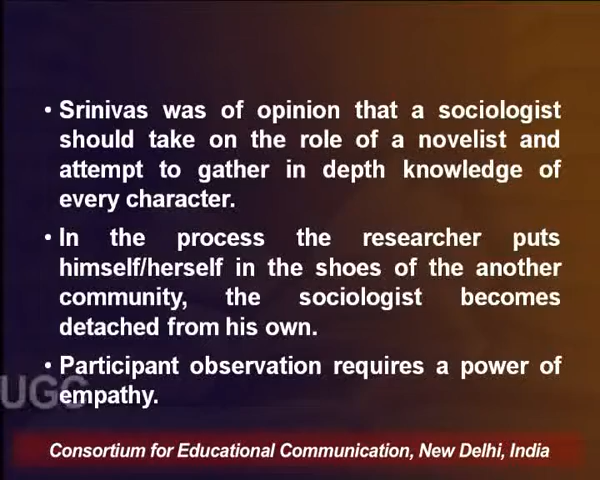 • Srinivas was of opinion that a sociologist
should take on the role of a novelist and
attempt to gather in depth knowledge of
every character.
• In the process the researcher puts
himself/herself in the shoes of the another
community, the sociologist becomes
detached from his own.
• Participant observation requires a power of
empathy.
UGC
Consortium for Educational Communication, New Delhi, India